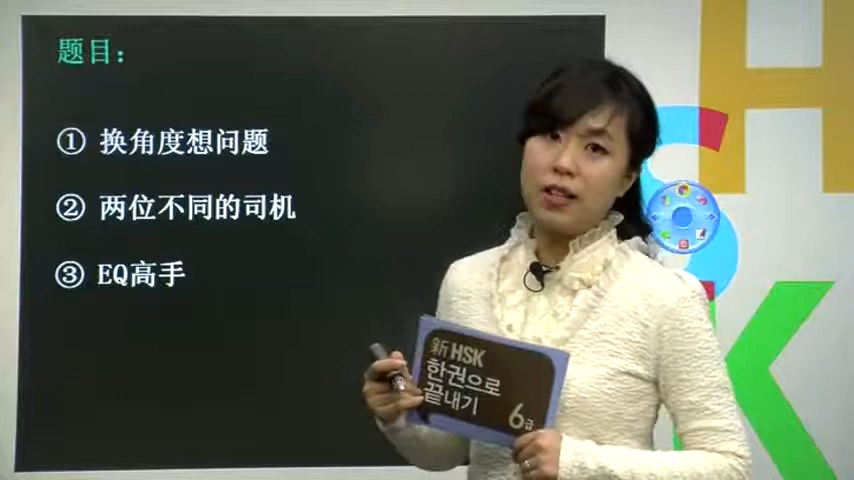 题目：
① 换角度想问题
② 两位不同的司机
③ EQ高手
新HSK
한권으로
끝내기
6급
H
S
K